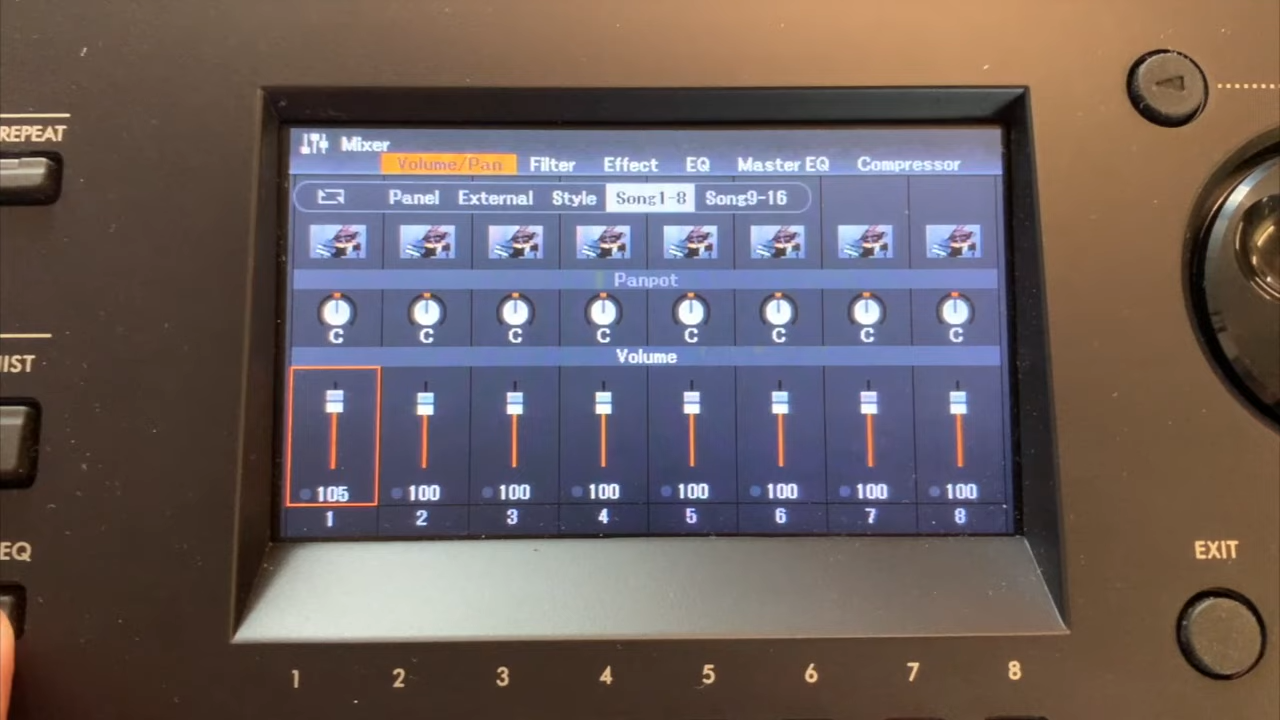 REPEAT
Mixer
Volume/Pan Filter Effect EQ Master EQ Compressor
Panel External Style Song1-8 Song9-16
Panpot
C C C C C C C C
Volume
IST
105 100 100 100 100 100 100 100
1 2 3 4 5 6 7 8
EQ
EXIT
1 2 3 4 5 6 7 8